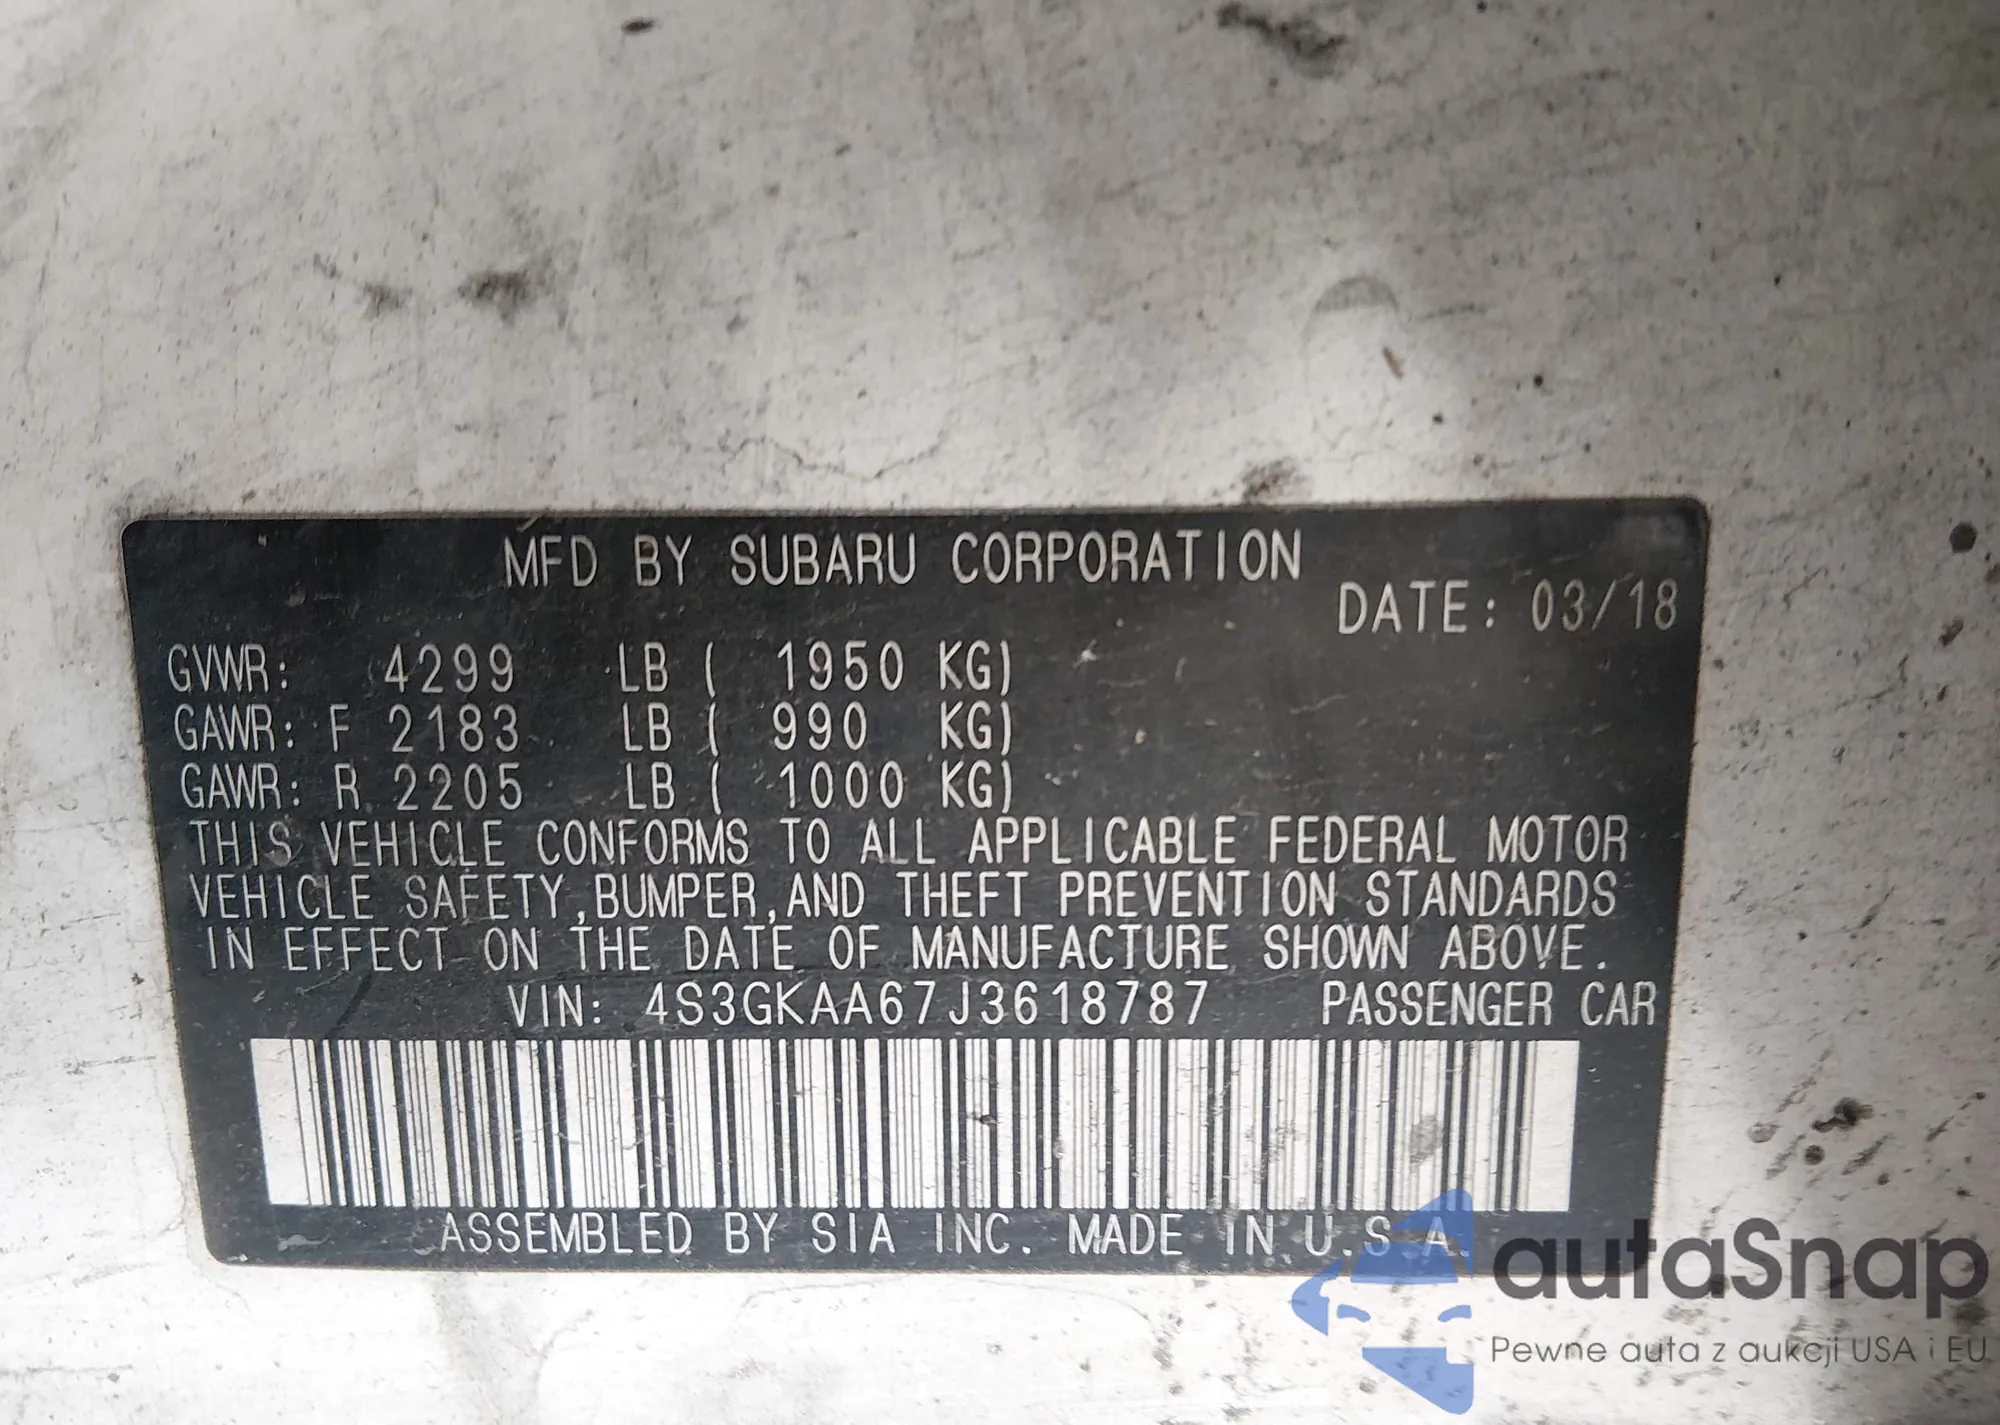 MFD BY SUBARU CORPORATION
DATE: 03/18
GVWR: 4299 LB ( 1950 KG)
GAWR: F 2183 LB ( 990 KG)
GAWR: R 2205 LB ( 1000 KG)
THIS VEHICLE CONFORMS TO ALL APPLICABLE FEDERAL MOTOR
VEHICLE SAFETY,BUMPER,AND THEFT PREVENTION STANDARDS
IN EFFECT ON THE DATE OF MANUFACTURE SHOWN ABOVE.
VIN: 4S3GKAA67J3618787 PASSENGER CAR
ASSEMBLED BY SIA INC. MADE IN U.S.A.
autaSnap
Pewne auta z aukcji USA i EU